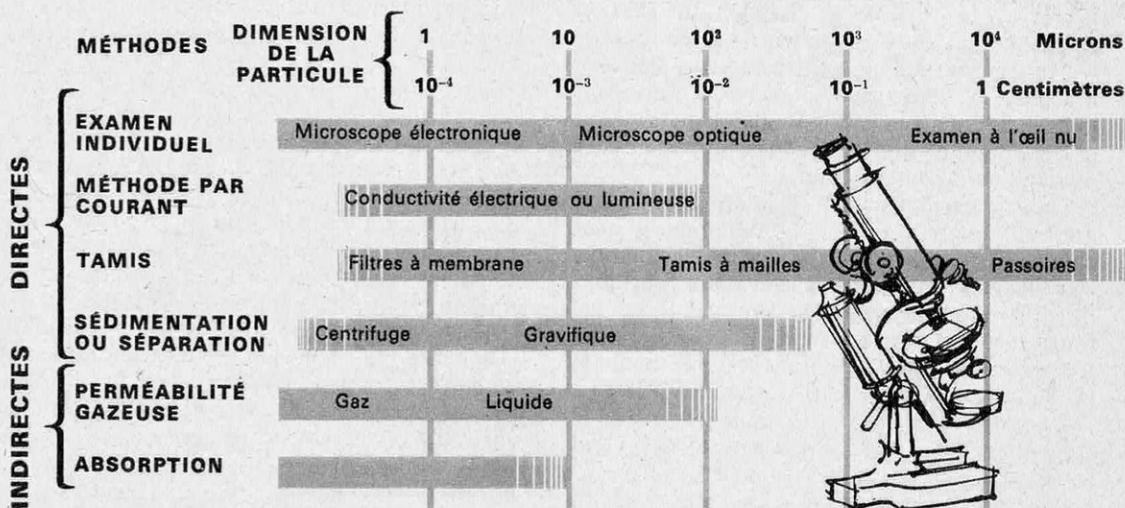 MÉTHODES
DIMENSION
DE LA
PARTICULE
1 10 10² 10³ 10⁴ Microns
10⁻⁴ 10⁻³ 10⁻² 10⁻¹ 1 Centimètres
DIRECTES
EXAMEN
INDIVIDUEL
Microscope électronique Microscope optique Examen à l'œil nu
MÉTHODE PAR
COURANT
Conductivité électrique ou lumineuse
TAMIS
Filtres à membrane Tamis à mailles Passoires
SÉDIMENTATION
OU SÉPARATION
Centrifuge Gravifique
INDIRECTES
PERMÉABILITÉ
GAZEUSE
Gaz Liquide
ABSORPTION